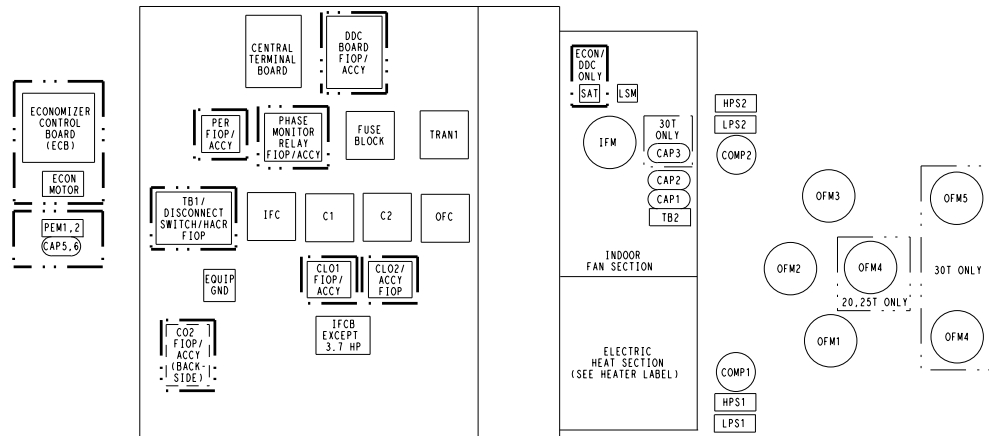 ECONOMIZER
CONTROL
BOARD
(ECB)
ECON
MOTOR
PEM1,2
CAP5,6
CENTRAL
TERMINAL
BOARD
DDC
BOARD
FIOP/
ACCY
PER
FIOP/
ACCY
PHASE
MONITOR
RELAY
FIOP/ACCY
FUSE
BLOCK
TRAN1
TB1/
DISCONNECT
SWITCH/HACR
FIOP
IFC
C1
C2
OFC
EQUIP
GND
CLO1
FIOP/
ACCY
CLO2/
ACCY
FIOP
CO2
FIOP/
ACCY
(BACK-
SIDE)
IFCB
EXCEPT
3.7 HP
ECON/
DDC
ONLY
SAT
LSM
IFM
30T
ONLY
CAP3
CAP2
CAP1
TB2
INDOOR
FAN SECTION
ELECTRIC
HEAT SECTION
(SEE HEATER LABEL)
HPS2
LPS2
COMP2
COMP1
HPS1
LPS1
OFM3
OFM2
OFM4
20,25T ONLY
OFM1
OFM5
30T ONLY
OFM4